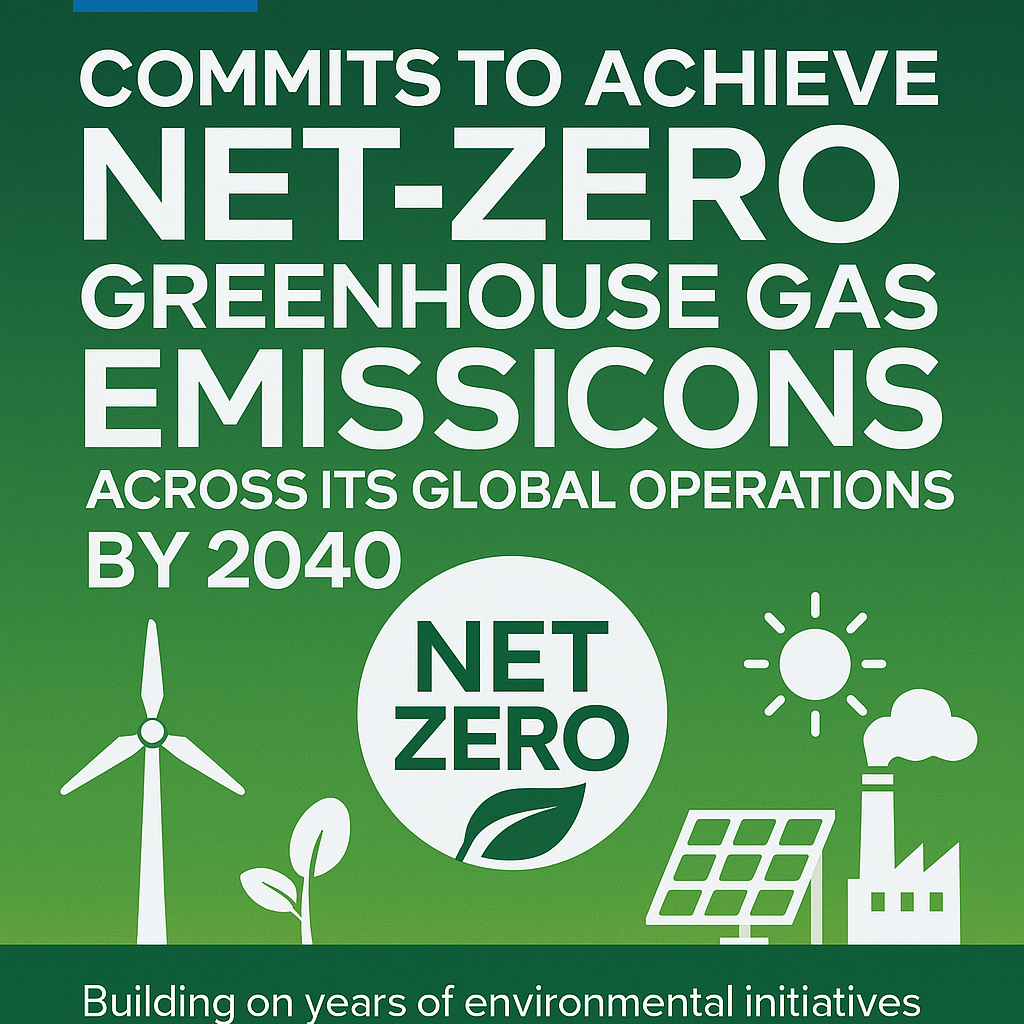 COMMITS TO ACHIEVE
NET-ZERO
GREENHOUSE GAS
EMISSICONS
ACROSS ITS GLOBAL OPERATIONS
BY 2040
NET
ZERO
Building on years of environmental initiatives